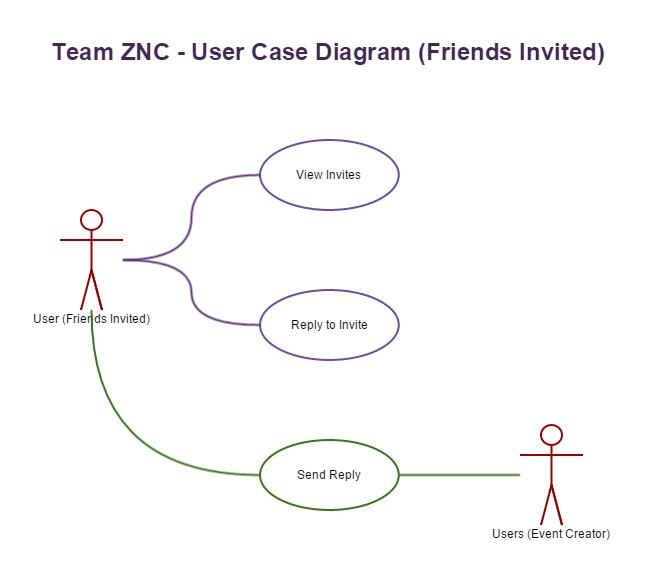 Team ZNC - User Case Diagram (Friends Invited)
View Invites
User (Friends Invited)
Reply to Invite
Send Reply
Users (Event Creator)